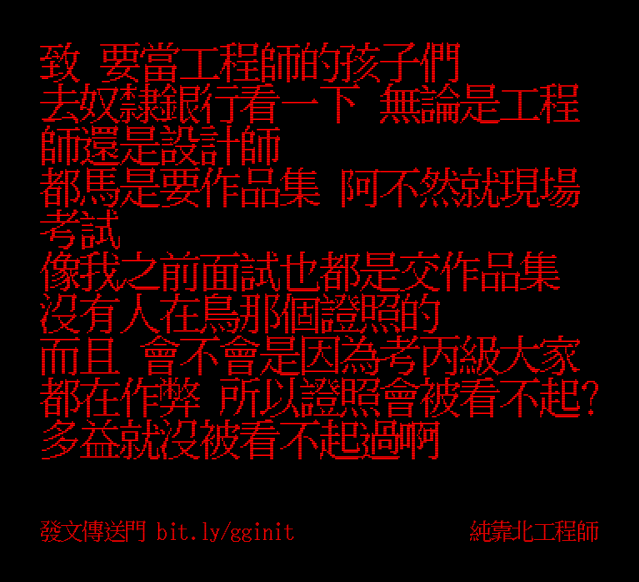 致 要當工程師的孩子們
去奴隸銀行看一下 無論是工程
師還是設計師
都馬是要作品集 阿不然就現場
考試
像我之前面試也都是交作品集
沒有人在鳥那個證照的
而且 會不會是因為考丙級大家
都在作弊 所以證照會被看不起?
多益就沒被看不起過啊
發文傳送門 bit.ly/gginit 純靠北工程師